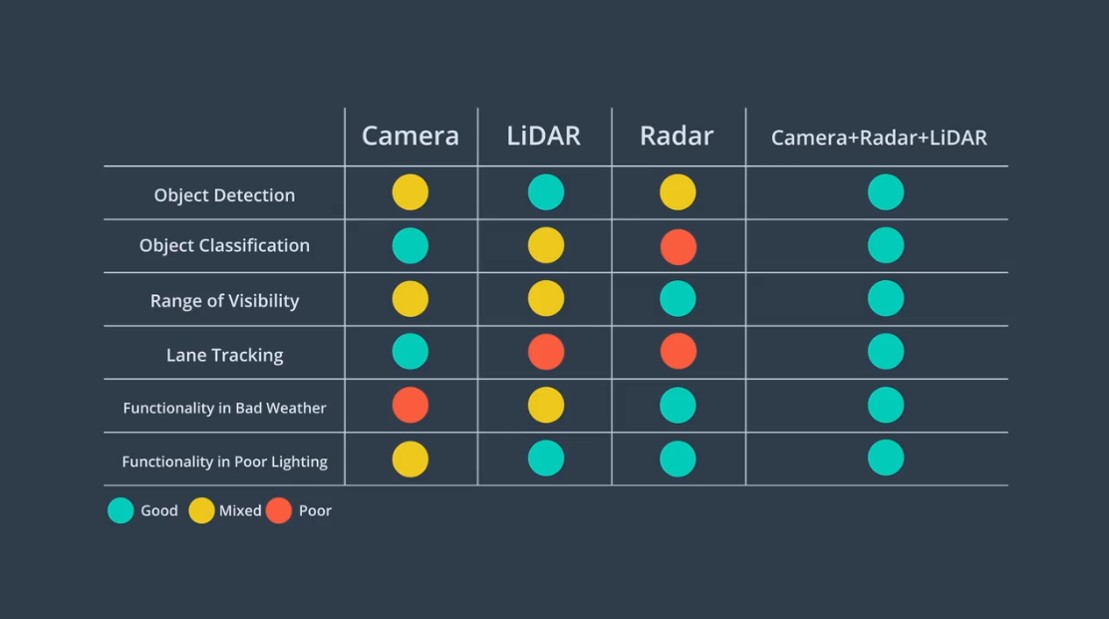 Camera LiDAR Radar Camera+Radar+LiDAR
Object Detection
Object Classification
Range of Visibility
Lane Tracking
Functionality in Bad Weather
Functionality in Poor Lighting
Good Mixed Poor